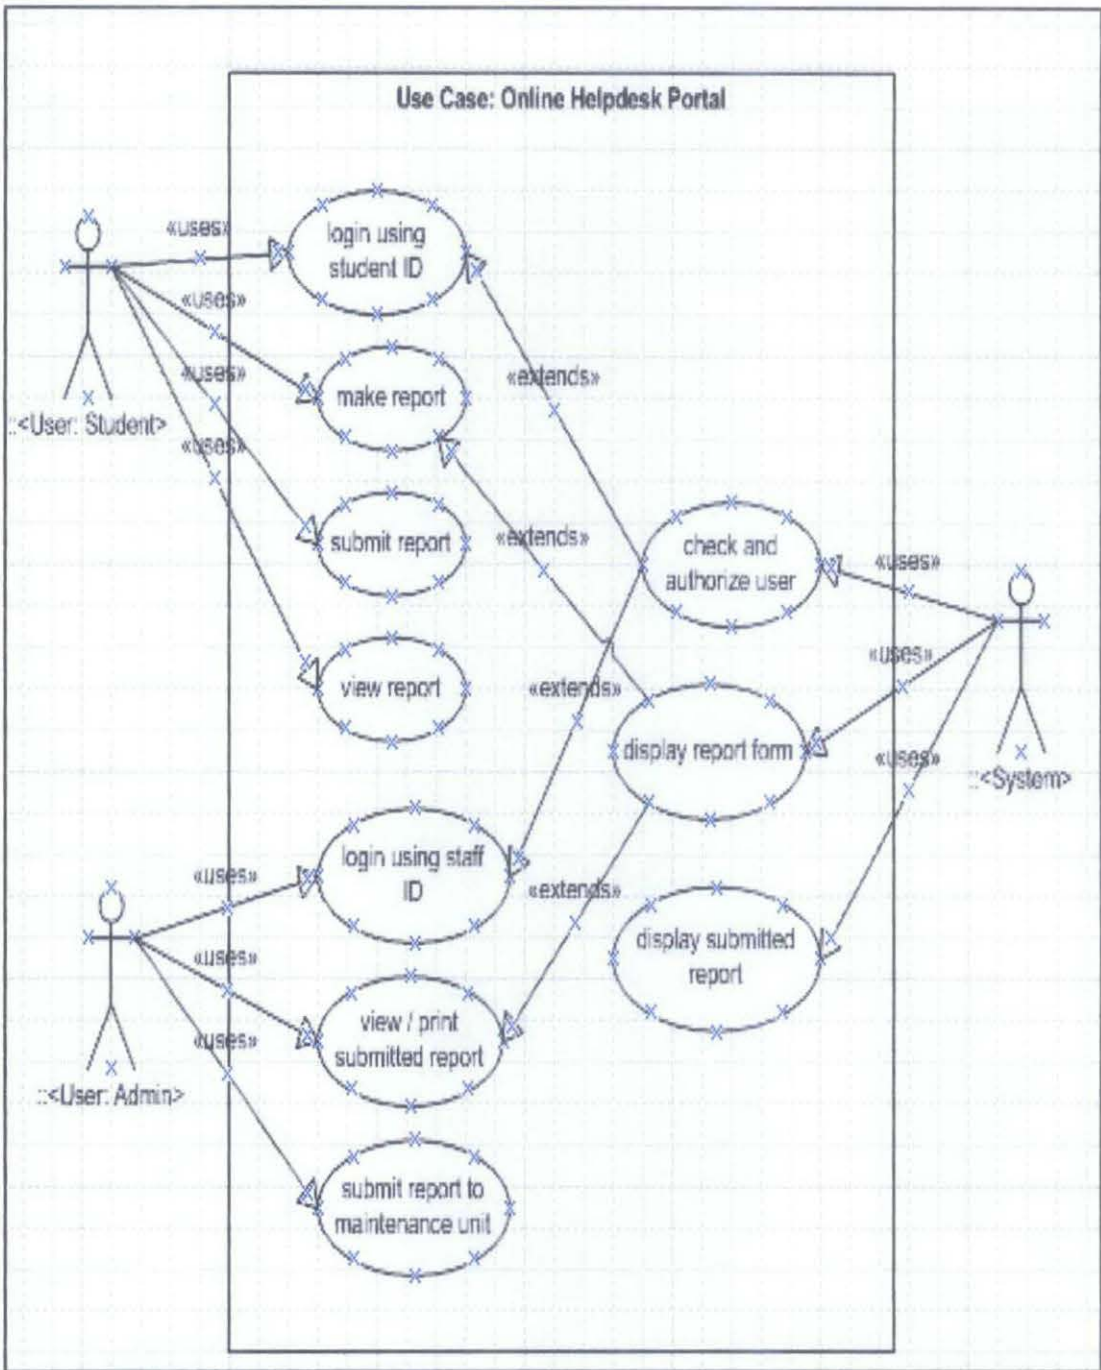 Use Case: Online Helpdesk Portal
«uses»
login using
student ID
«uses»
make report
«extends»
«uses»
::<User: Student>
«uses»
submit report
«extends»
check and
authorize user
«uses»
view report
«extends»
«uses»
display report form
«uses»
::<System>
login using staff
ID
«uses»
«extends»
display submitted
report
«uses»
view / print
submitted report
«uses»
::<User: Admin>
submit report to
maintenance unit